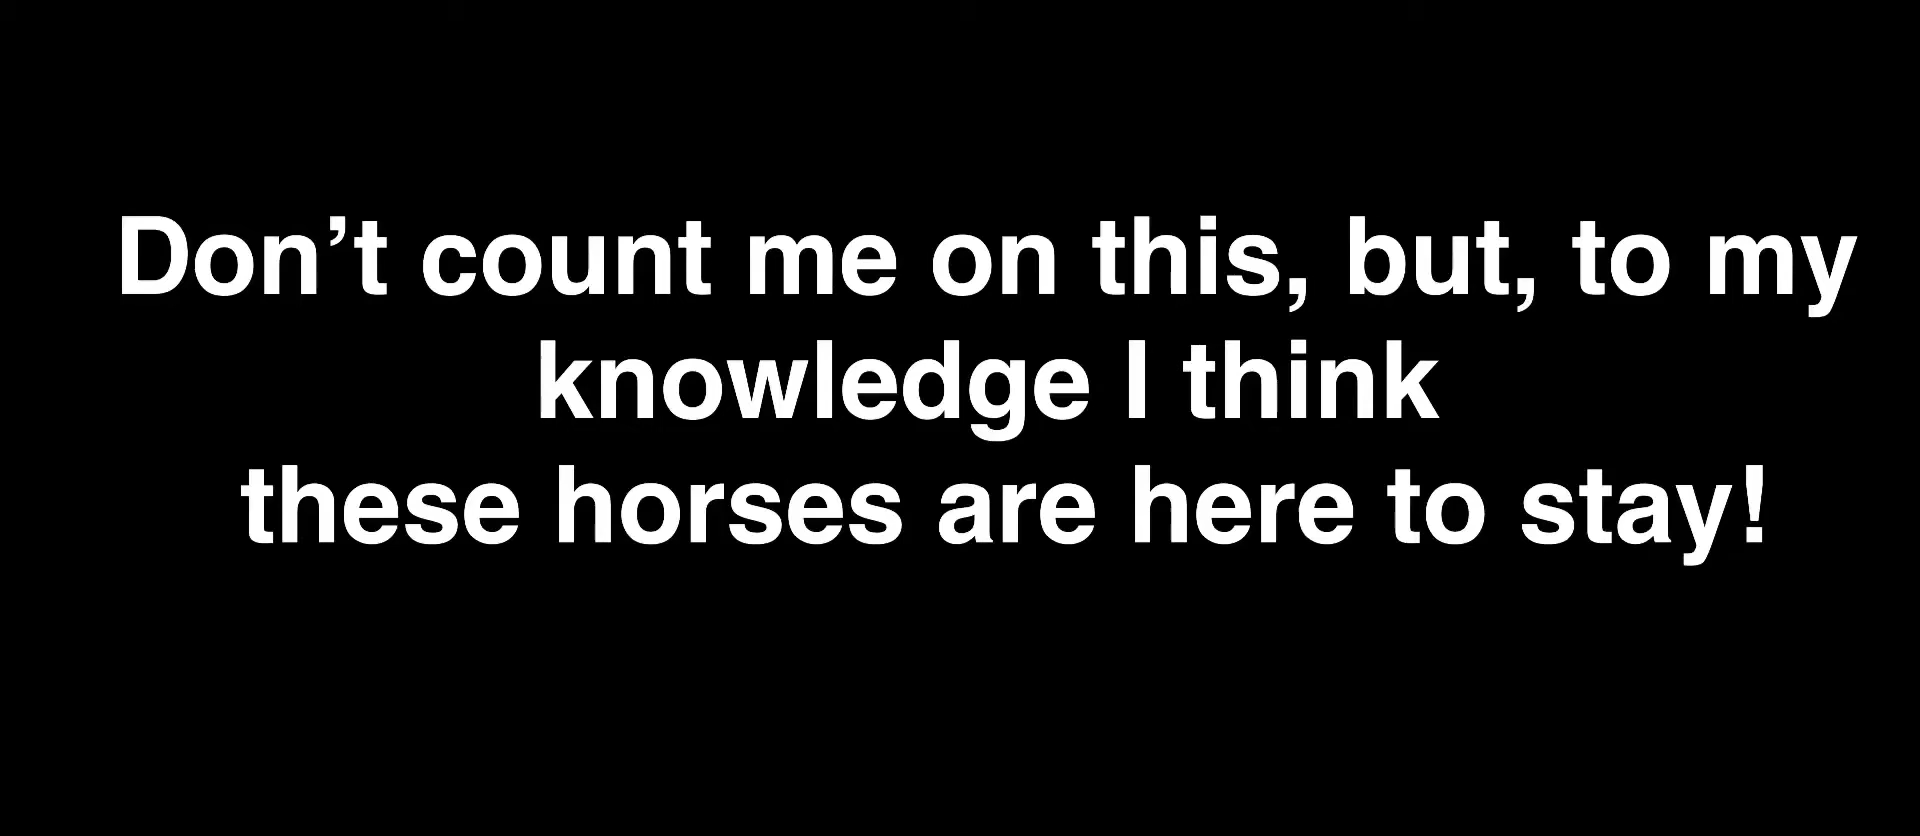 Don’t count me on this, but, to my
knowledge I think
these horses are here to stay!